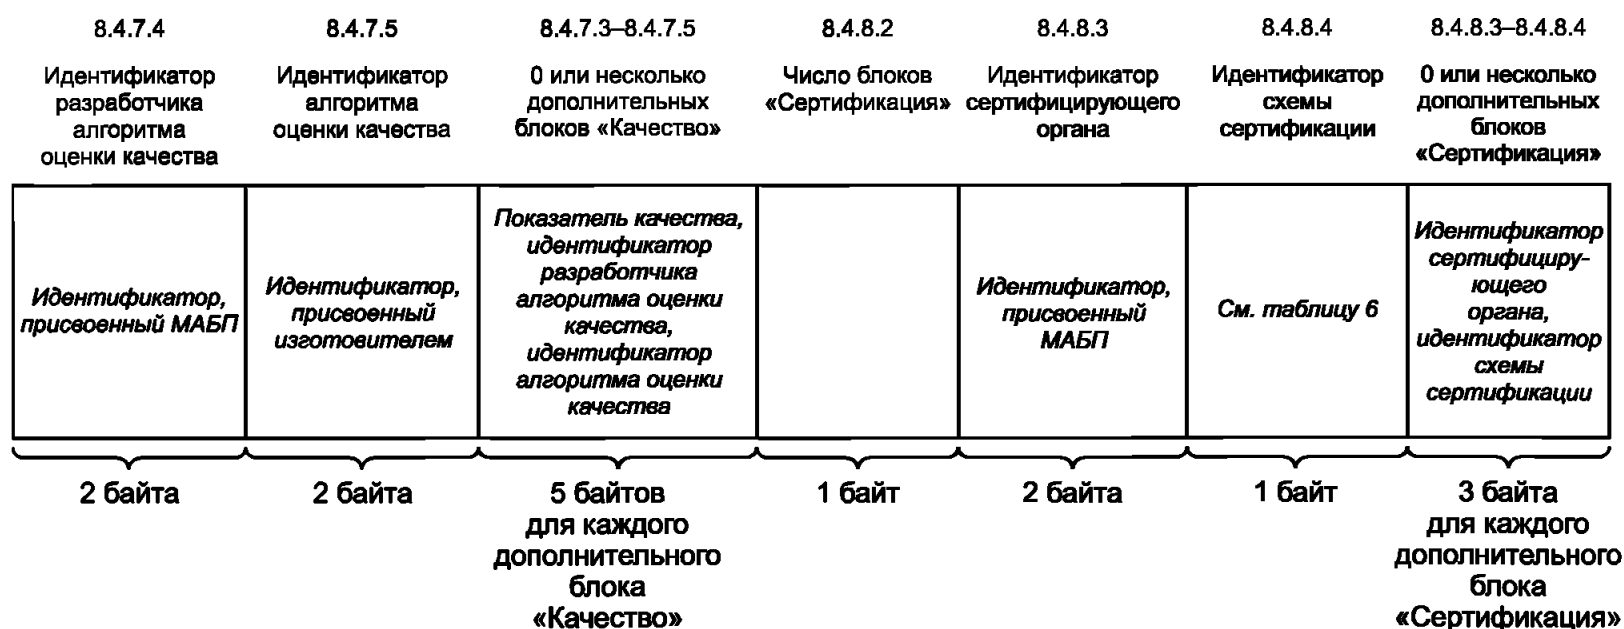 8.4.7.4
8.4.7.5
8.4.7.3–8.4.7.5
8.4.8.2
8.4.8.3
8.4.8.4
8.4.8.3–8.4.8.4
Идентификатор
разработчика
алгоритма
оценки качества
Идентификатор
алгоритма
оценки качества
0 или несколько
дополнительных
блоков «Качество»
Число блоков
«Сертификация»
Идентификатор
сертифицирующего
органа
Идентификатор
схемы
сертификации
0 или несколько
дополнительных
блоков
«Сертификация»
Идентификатор,
присвоенный МАБП
Идентификатор,
присвоенный
изготовителем
Показатель качества,
идентификатор
разработчика
алгоритма оценки
качества,
идентификатор
алгоритма оценки
качества
Идентификатор,
присвоенный
МАБП
См. таблицу 6
Идентификатор
сертифициру-
ющего
органа,
идентификатор
схемы
сертификации
2 байта
2 байта
5 байтов
для каждого
дополнительного
блока
«Качество»
1 байт
2 байта
1 байт
3 байта
для каждого
дополнительного
блока
«Сертификация»